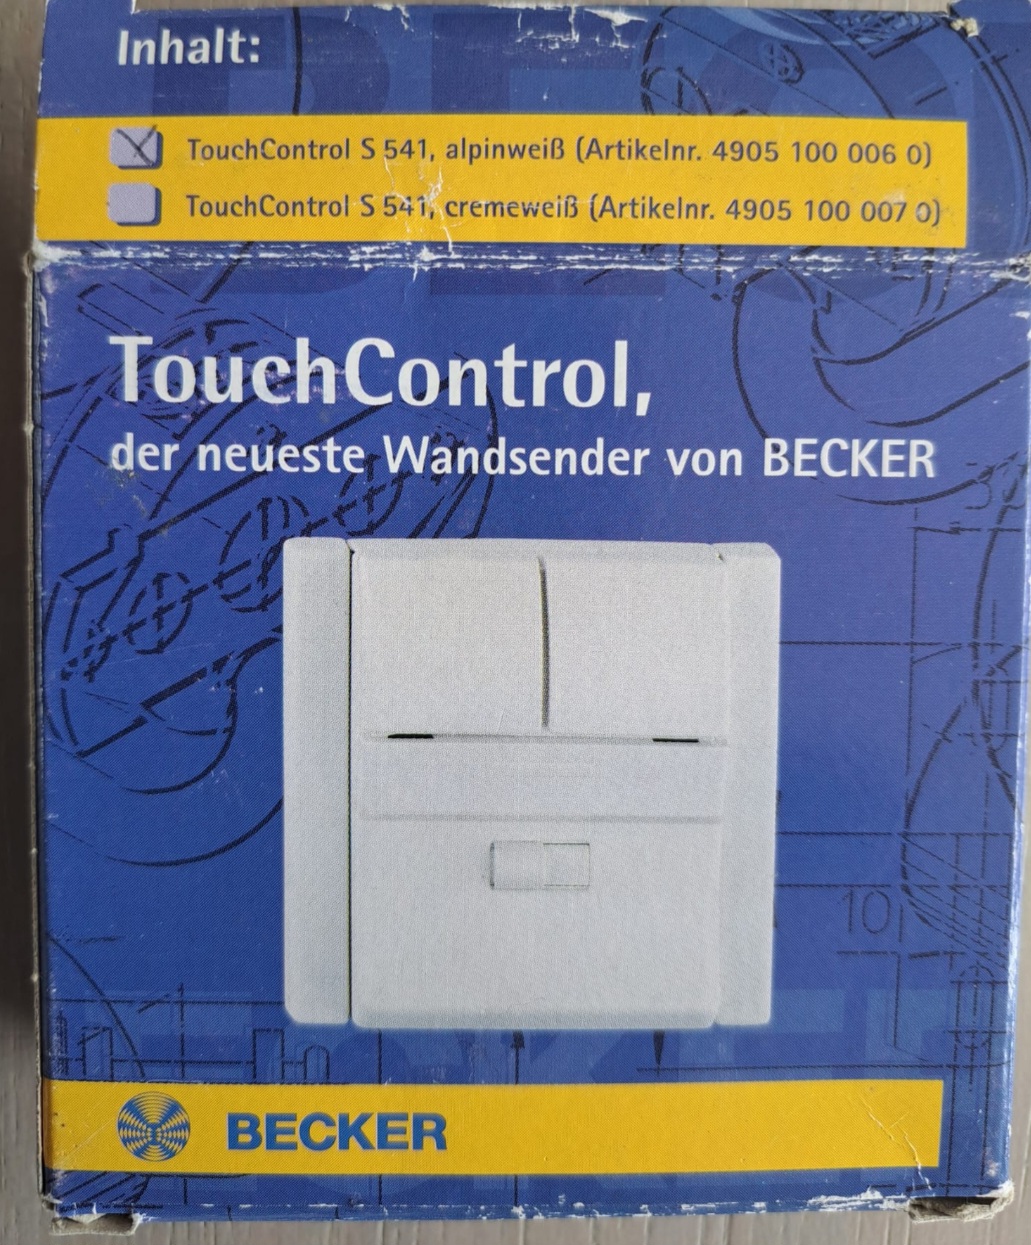 Inhalt:
TouchControl S 541, alpinweiß (Artikelnr. 4905 100 006 0)
TouchControl S 541, cremeweiß (Artikelnr. 4905 100 007 0)
TouchControl,
der neueste Wandsender von BECKER
10
BECKER